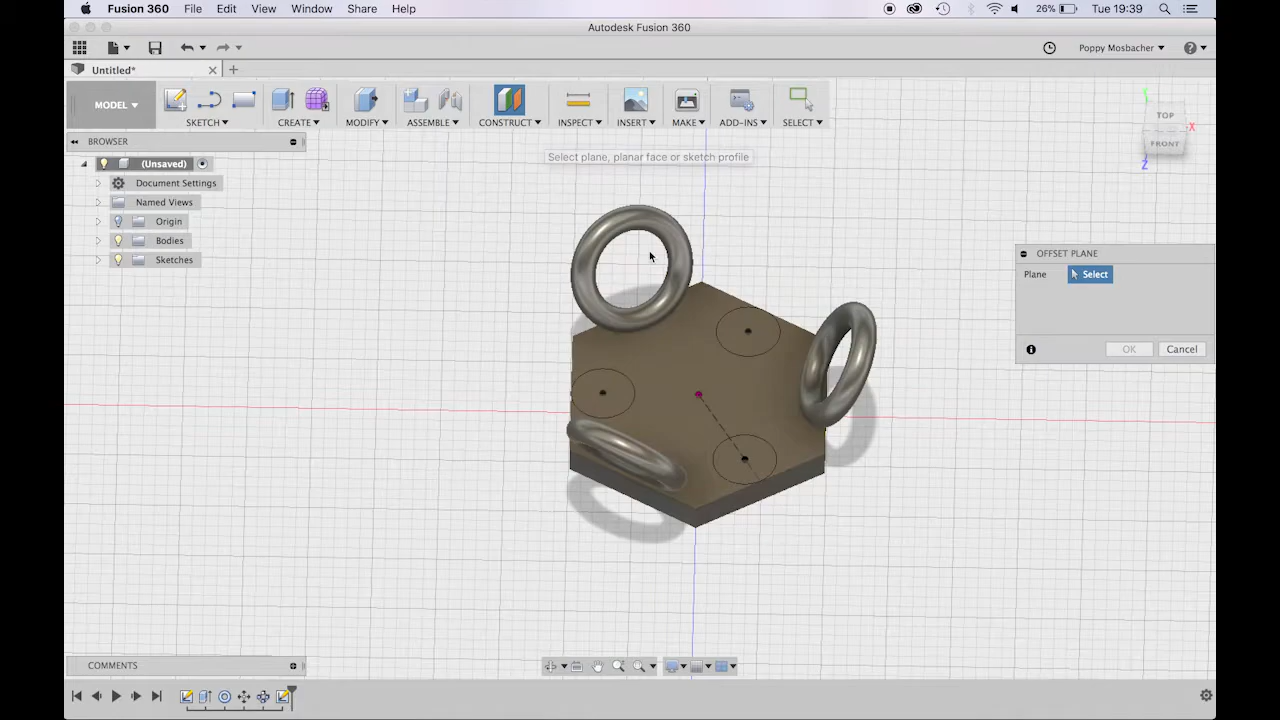 Fusion 360 File Edit View Window Share Help 26% Tue 19:39
Autodesk Fusion 360
Poppy Mosbacher
Untitled*
MODEL SKETCH CREATE MODIFY ASSEMBLE CONSTRUCT INSPECT INSERT MAKE ADD-INS SELECT
BROWSER
Select plane, planar face or sketch profile
(Unsaved)
Document Settings
Named Views
Origin
Bodies
Sketches
Y
TOP
X
FRONT
Z
OFFSET PLANE
Plane Select
OK Cancel
COMMENTS